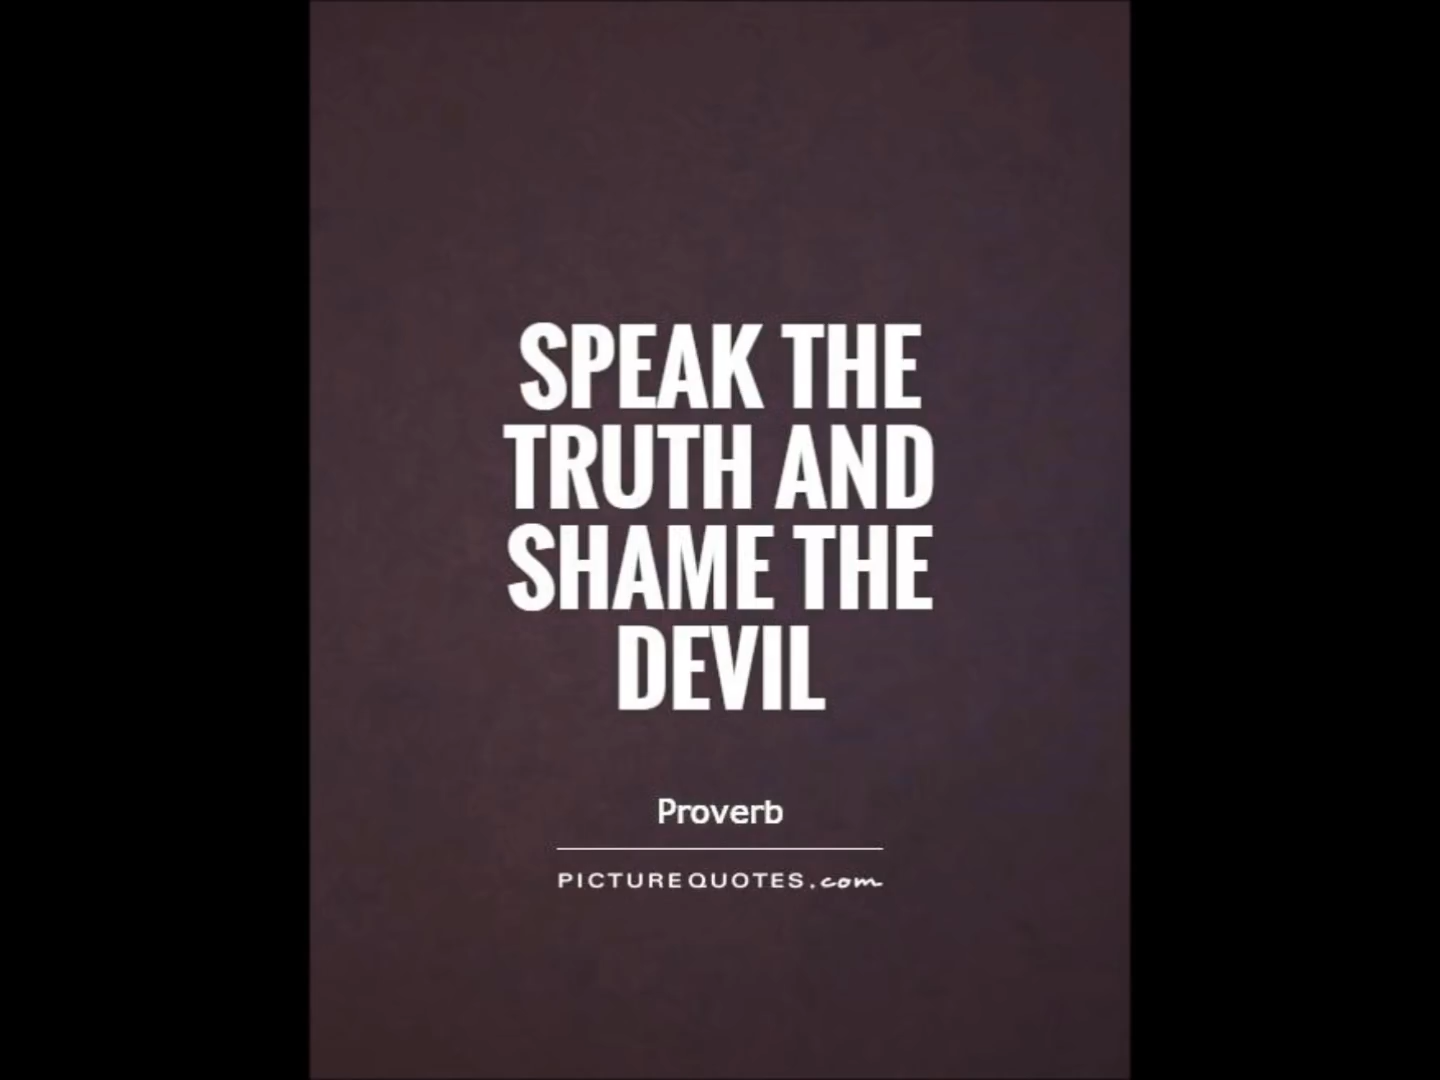 SPEAK THE
TRUTH AND
SHAME THE
DEVIL
Proverb
PICTUREQUOTES.com